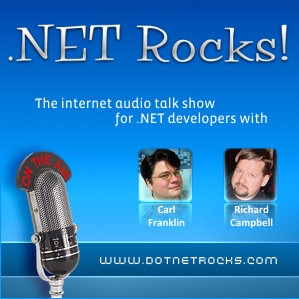 .NET Rocks!
The internet audio talk show
for .NET developers with
ON THE AIR
Carl Franklin
Richard Campbell
www.dotnetrocks.com